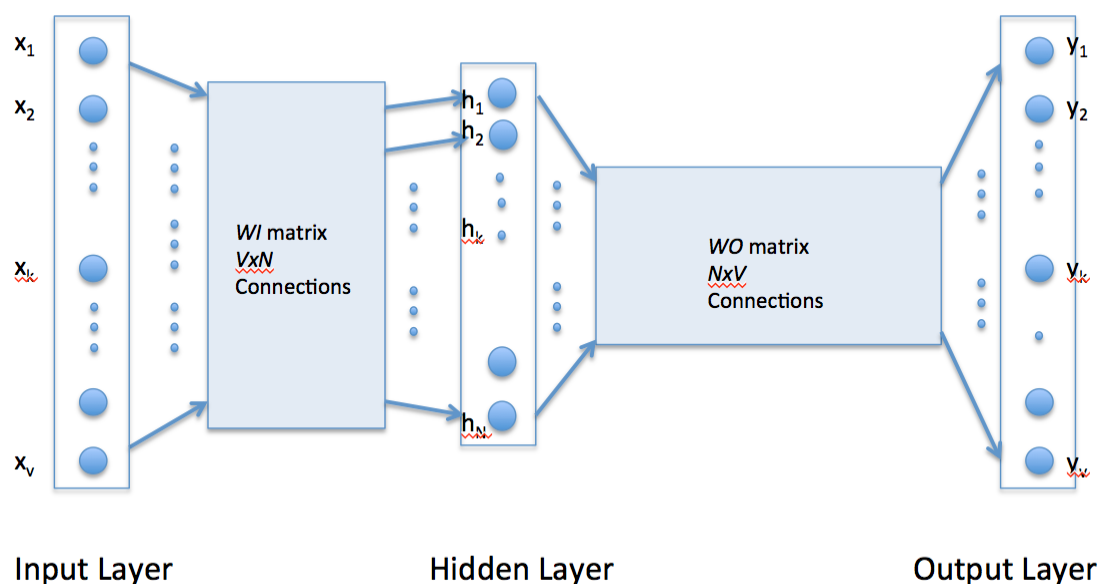 x1
x2
xk
xv
WI matrix
VxN
Connections
h1
h2
hk
hN
WO matrix
NxV
Connections
y1
y2
yk
yv
Input Layer
Hidden Layer
Output Layer